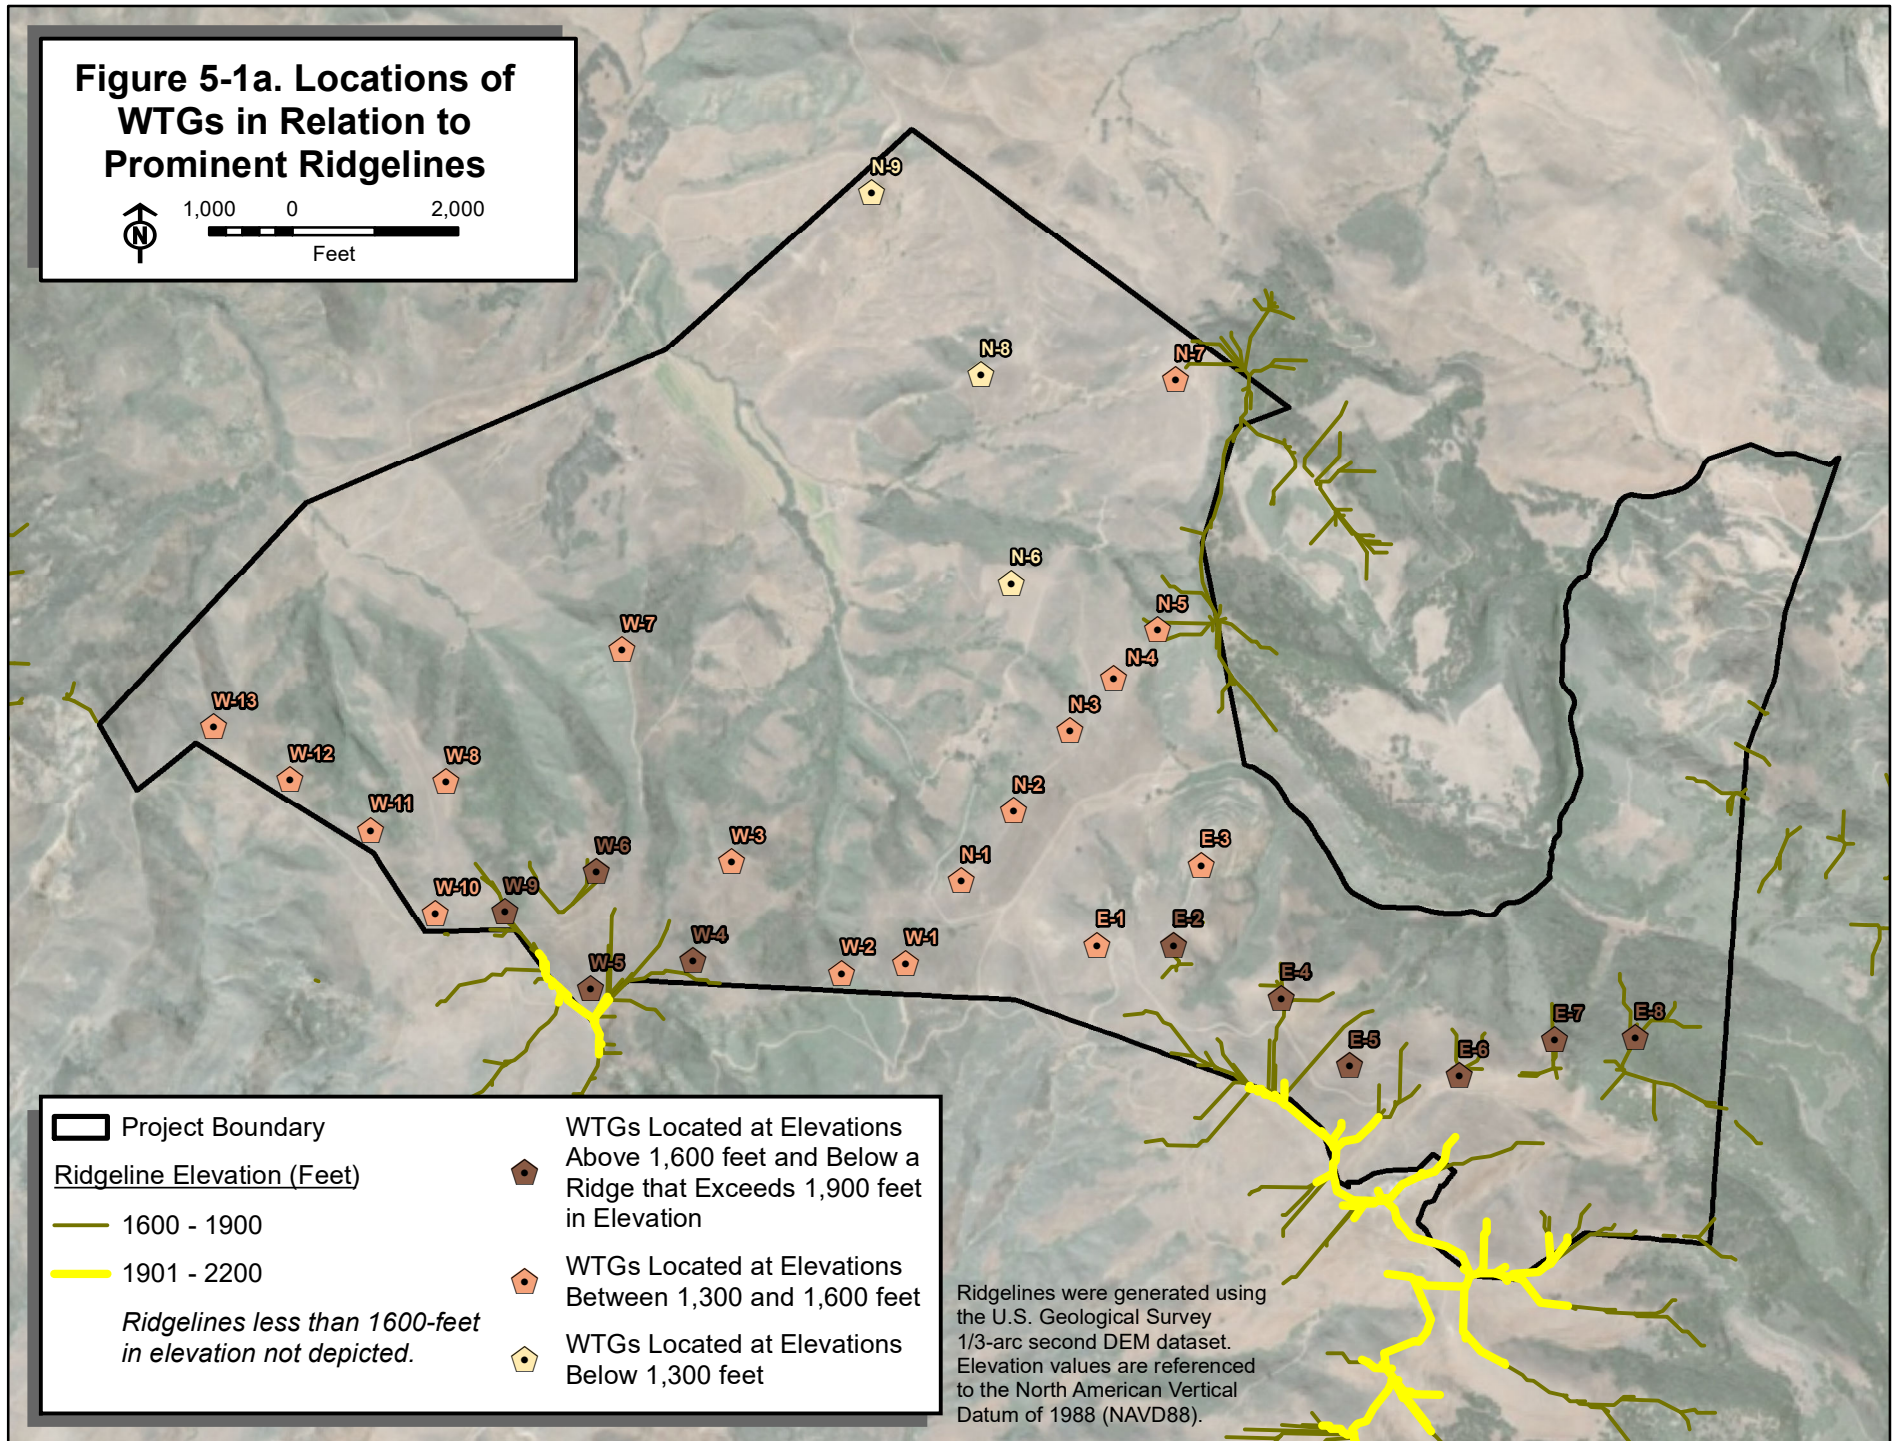 Figure 5-1a. Locations of
WTGs in Relation to
Prominent Ridgelines
N
1,000 0 2,000
Feet
N-9
N-8
N-7
N-6
N-5
N-4
N-3
N-2
N-1
W-7
W-13
W-12
W-8
W-11
W-6
W-3
W-10
W-9
W-5
W-4
W-2
W-1
E-3
E-1
E-2
E-4
E-5
E-6
E-7
E-8
Project Boundary
Ridgeline Elevation (Feet)
1600 - 1900
1901 - 2200
Ridgelines less than 1600-feet
in elevation not depicted.
WTGs Located at Elevations
Above 1,600 feet and Below a
Ridge that Exceeds 1,900 feet
in Elevation
WTGs Located at Elevations
Between 1,300 and 1,600 feet
WTGs Located at Elevations
Below 1,300 feet
Ridgelines were generated using
the U.S. Geological Survey
1/3-arc second DEM dataset.
Elevation values are referenced
to the North American Vertical
Datum of 1988 (NAVD88).